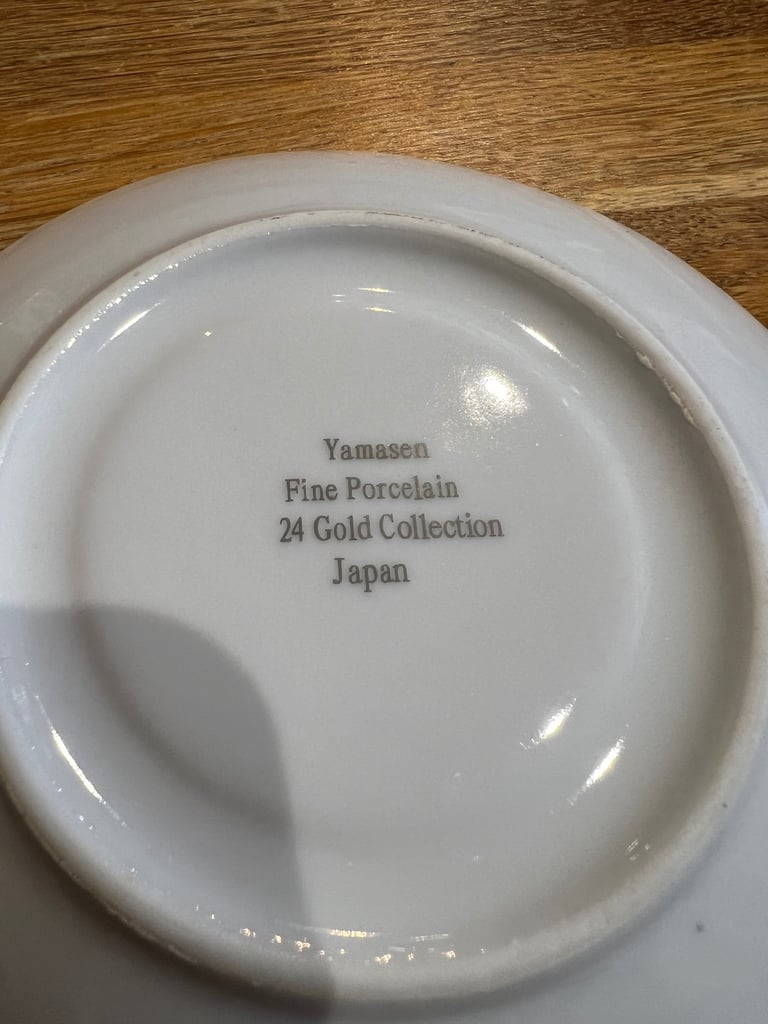 Yamasen
Fine Porcelain
24 Gold Collection
Japan